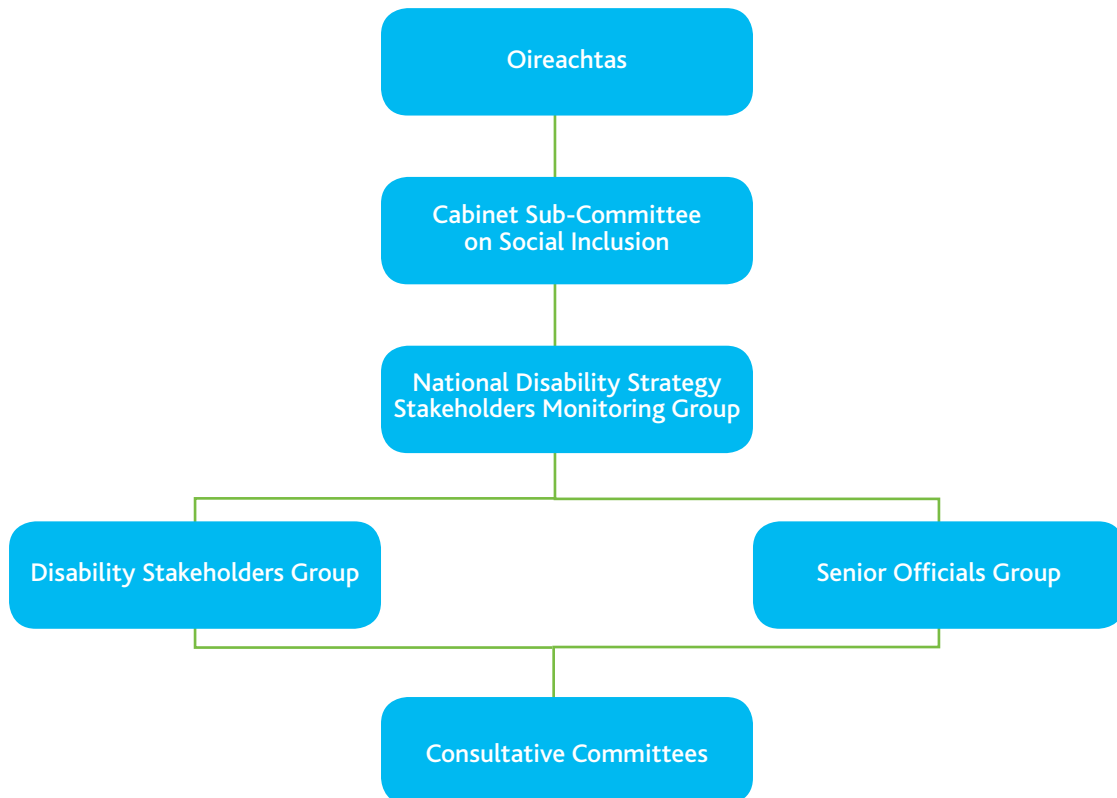 Oireachtas
Cabinet Sub-Committee
on Social Inclusion
National Disability Strategy
Stakeholders Monitoring Group
Disability Stakeholders Group
Senior Officials Group
Consultative Committees